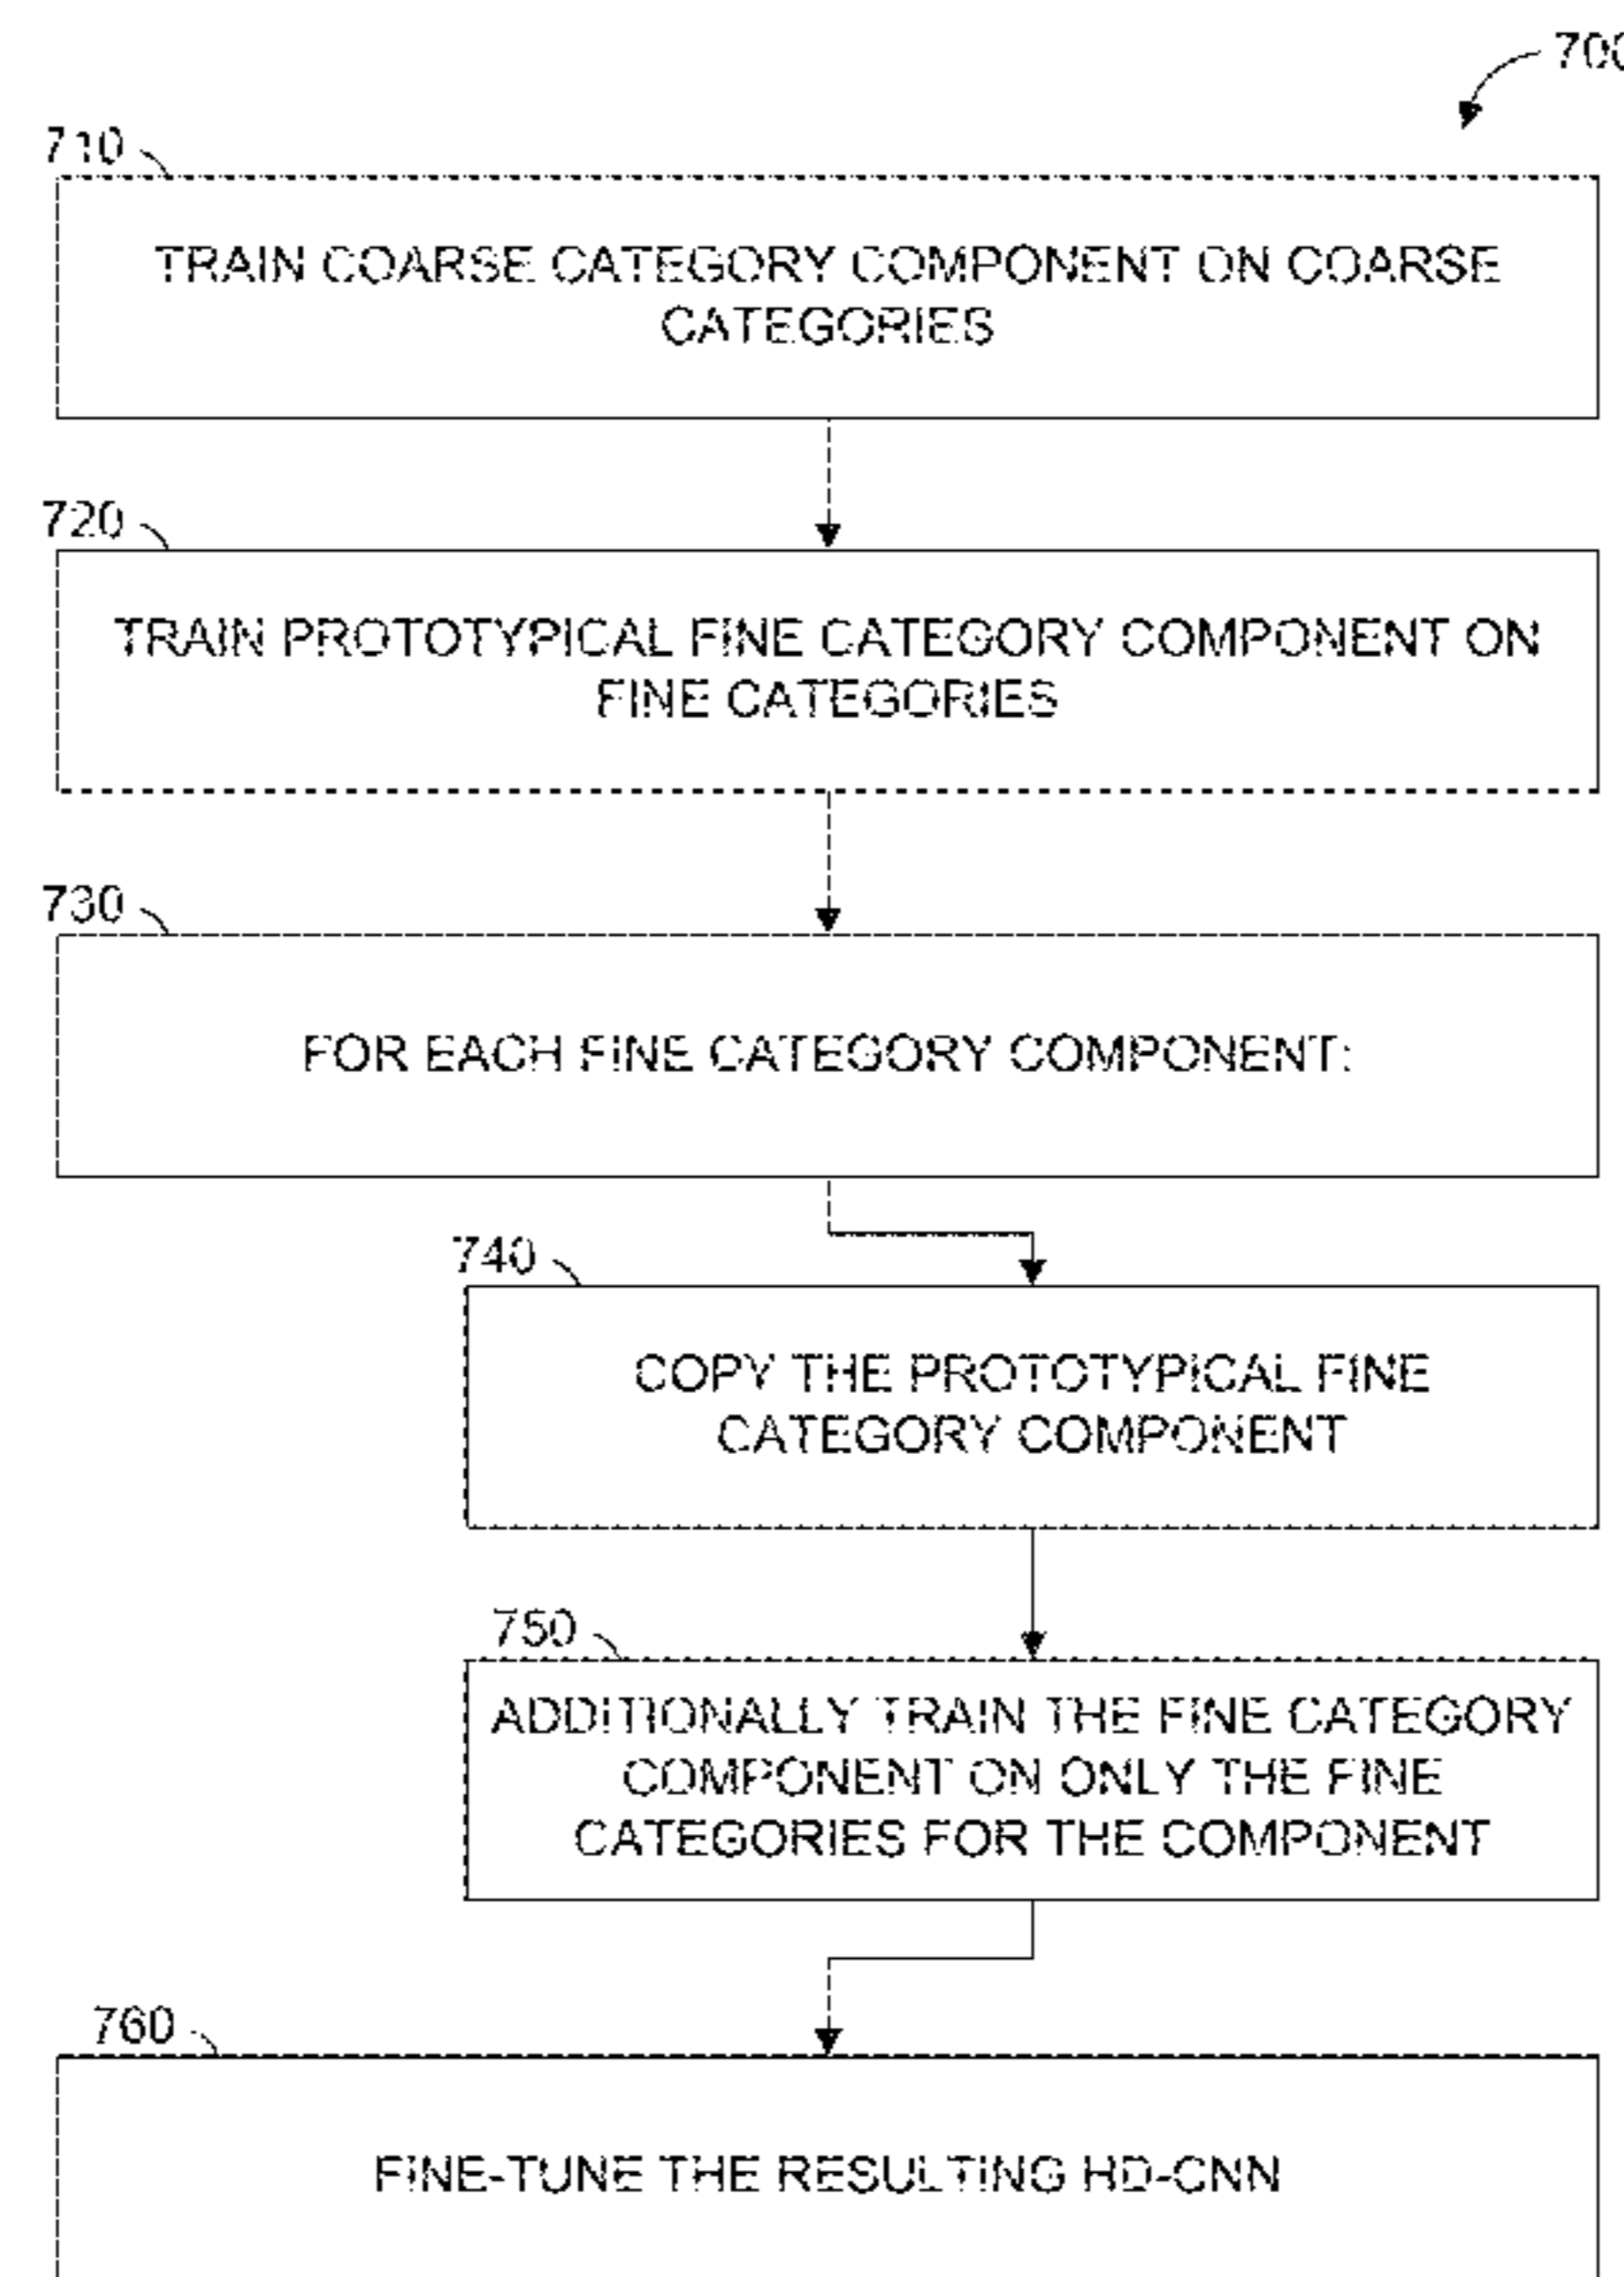 700
710
TRAIN COARSE CATEGORY COMPONENT ON COARSE
CATEGORIES
720
TRAIN PROTOTYPICAL FINE CATEGORY COMPONENT ON
FINE CATEGORIES
730
FOR EACH FINE CATEGORY COMPONENT:
740
COPY THE PROTOTYPICAL FINE
CATEGORY COMPONENT
750
ADDITIONALLY TRAIN THE FINE CATEGORY
COMPONENT ON ONLY THE FINE
CATEGORIES FOR THE COMPONENT
760
FINE-TUNE THE RESULTING HD-CNN